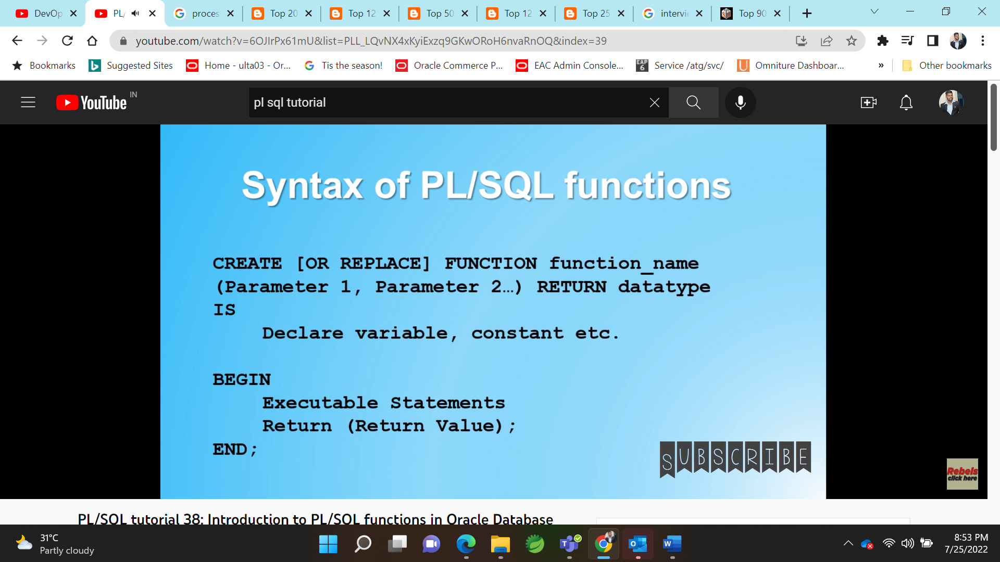 DevOp
PL/
proces
Top 20
Top 12
Top 50
Top 12
Top 25
intervie
Top 90
youtube.com/watch?v=6OJIrPx61mU&list=PLL_LQvNX4xKyiExzq9GKwORoH6nvaRnOQ&index=39
Bookmarks
Suggested Sites
Home - ulta03 - Or...
Tis the season!
Oracle Commerce P...
EAC Admin Console...
EAP 6
Service /atg/svc/
Omniture Dashboar...
»
Other bookmarks
YouTube IN
pl sql tutorial
Syntax of PL/SQL functions
CREATE [OR REPLACE] FUNCTION function_name
(Parameter 1, Parameter 2…) RETURN datatype
IS
Declare variable, constant etc.
BEGIN
Executable Statements
Return (Return Value);
END;
SUBSCRIBE
Rebels
click here
PL/SQL tutorial 38: Introduction to PL/SQL functions in Oracle Database
31°C
Partly cloudy
8:53 PM
7/25/2022